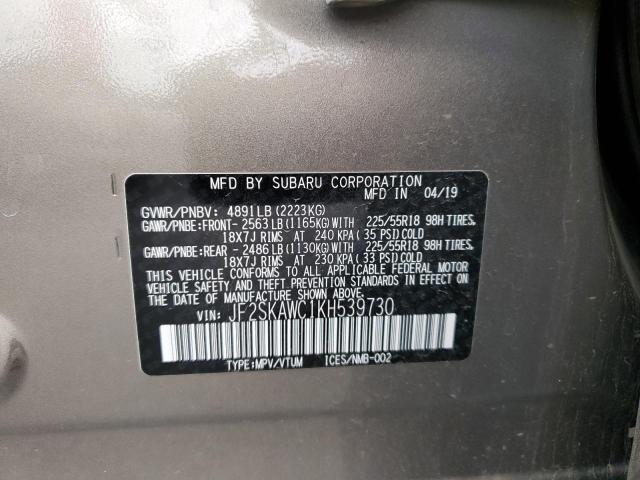 MFD BY SUBARU CORPORATION
MFD IN 04/19
GVWR/PNBV: 4891LB (2223KG)
GAWR/PNBE:FRONT- 2563LB (1165KG) WITH 225/55R18 98H TIRES,
18X7J RIMS AT 240 KPA (35 PSI) COLD
GAWR/PNBE:REAR - 2486LB (1130KG) WITH 225/55R18 98H TIRES,
18X7J RIMS AT 230 KPA (33 PSI) COLD
THIS VEHICLE CONFORMS TO ALL APPLICABLE FEDERAL MOTOR
VEHICLE SAFETY AND THEFT PREVENTION STANDARDS IN EFFECT ON
THE DATE OF MANUFACTURE SHOWN ABOVE.
VIN: JF2SKAWC1KH539730
TYPE:MPV/VTUM ICES/NMB-002